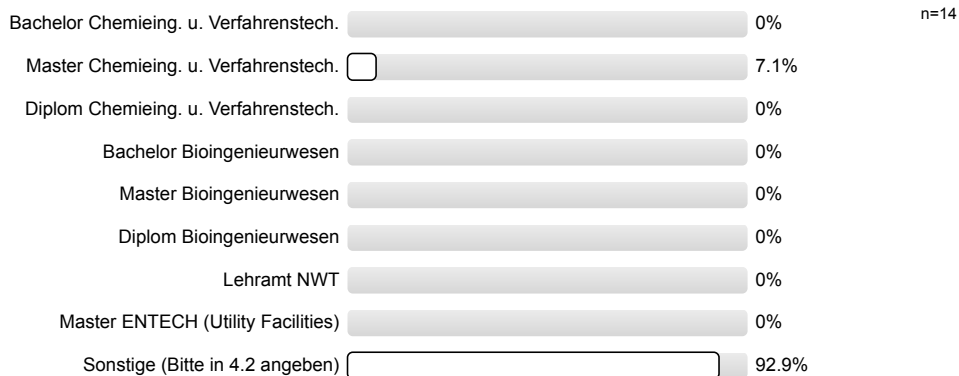 Bachelor Chemieing. u. Verfahrenstech. 0% n=14
Master Chemieing. u. Verfahrenstech. 7.1%
Diplom Chemieing. u. Verfahrenstech. 0%
Bachelor Bioingenieurwesen 0%
Master Bioingenieurwesen 0%
Diplom Bioingenieurwesen 0%
Lehramt NWT 0%
Master ENTECH (Utility Facilities) 0%
Sonstige (Bitte in 4.2 angeben) 92.9%